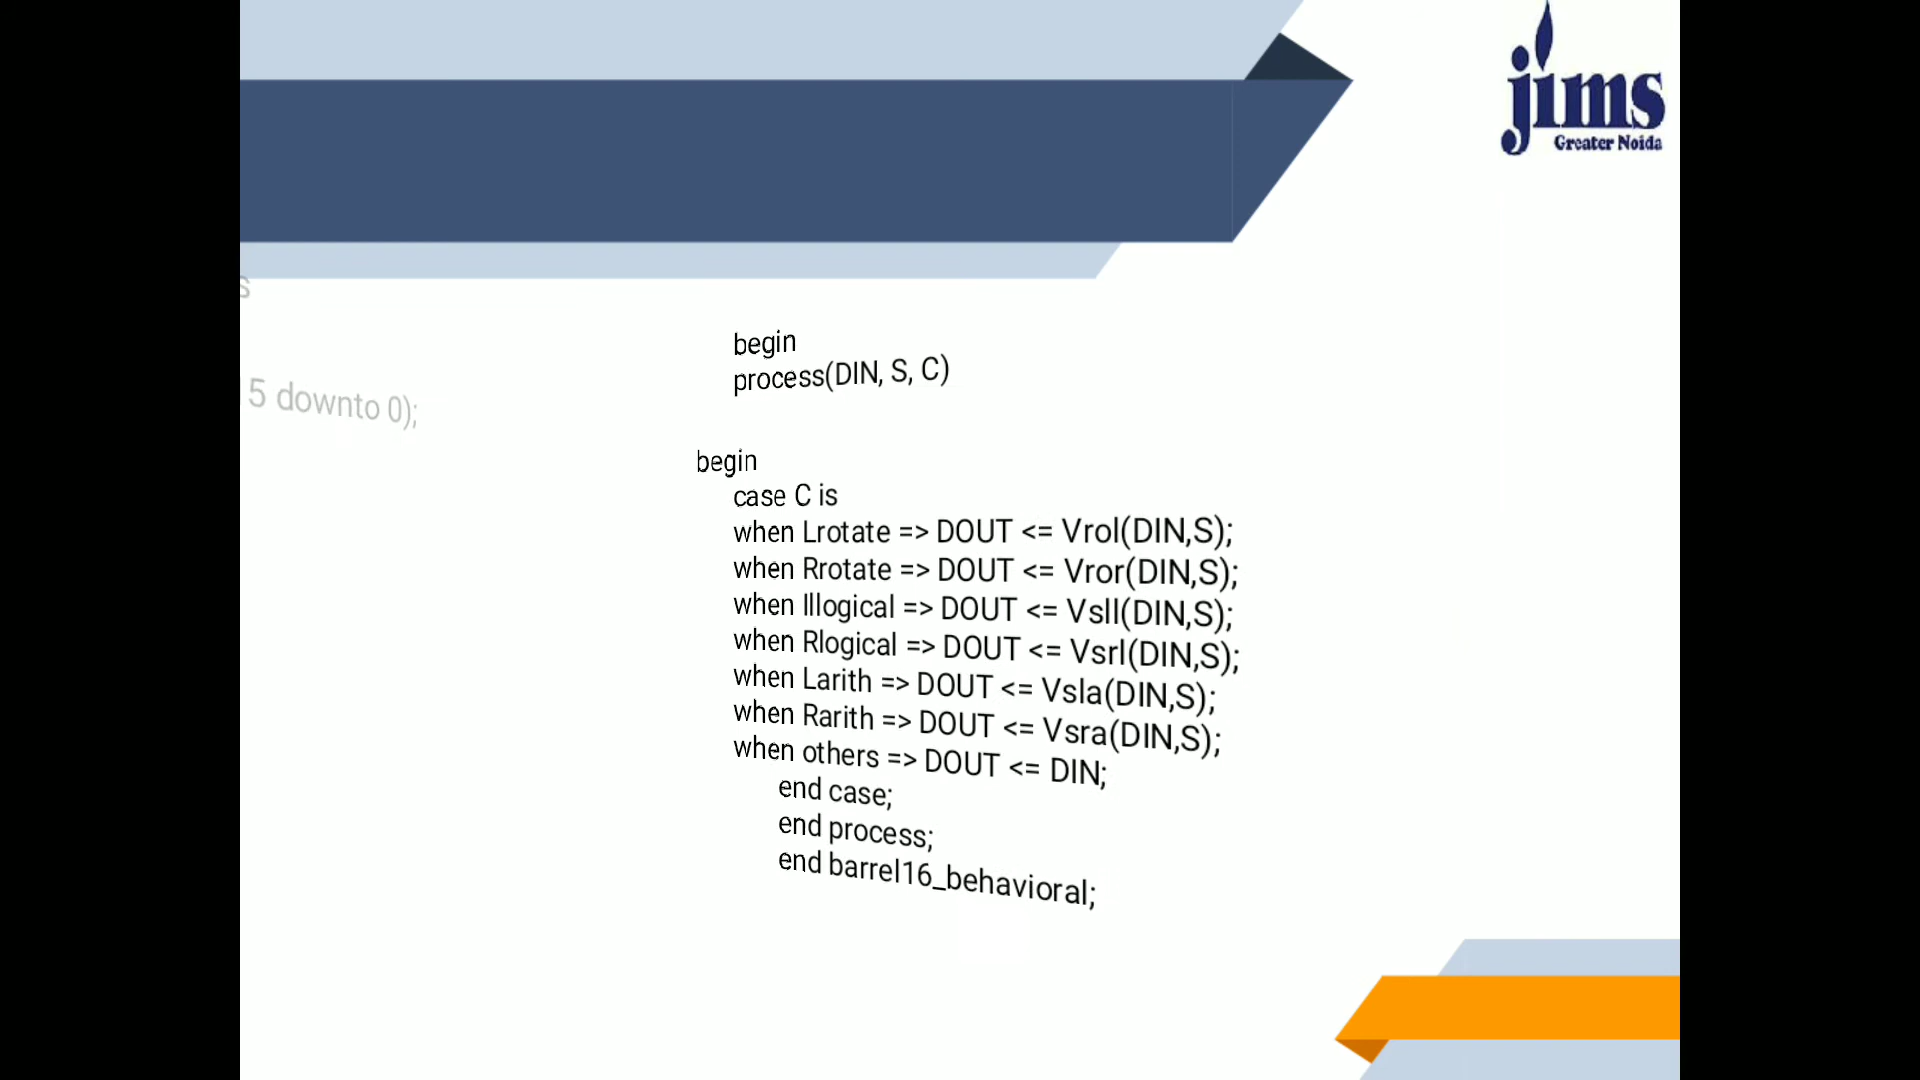 jims
Greater Noida
s
5 downto 0);
begin
process(DIN, S, C)
begin
case C is
when Lrotate => DOUT <= Vrol(DIN,S);
when Rrotate => DOUT <= Vror(DIN,S);
when Illogical => DOUT <= Vsll(DIN,S);
when Rlogical => DOUT <= Vsrl(DIN,S);
when Larith => DOUT <= Vsla(DIN,S);
when Rarith => DOUT <= Vsra(DIN,S);
when others => DOUT <= DIN;
end case;
end process;
end barrel16_behavioral;